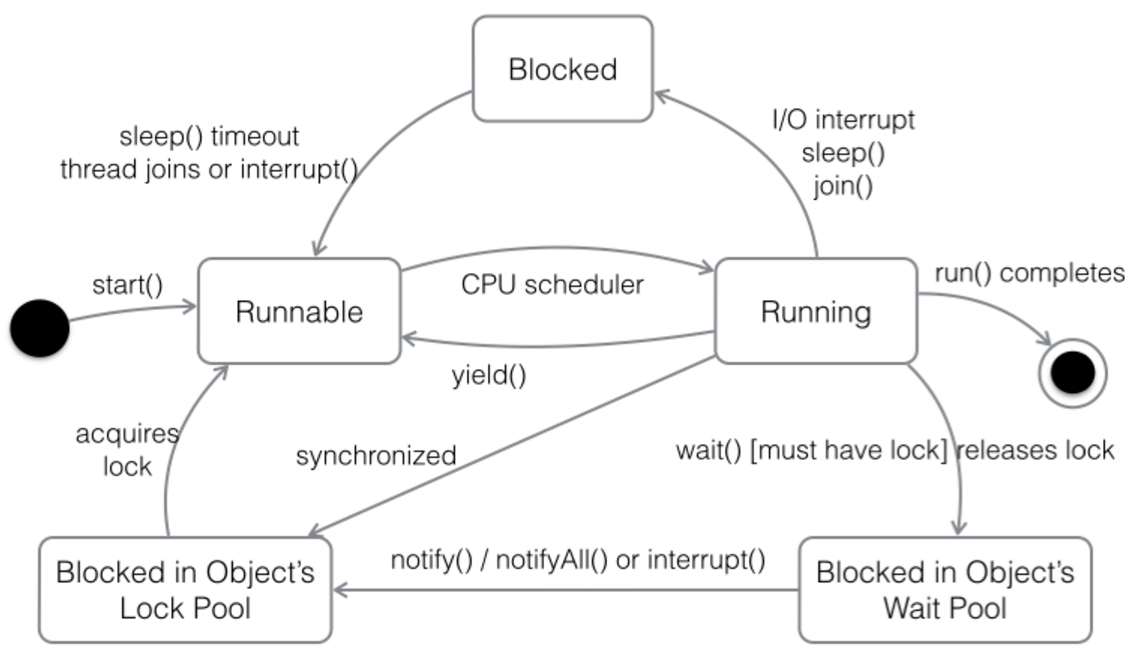 Blocked
sleep() timeout
thread joins or interrupt()
I/O interrupt
sleep()
join()
start()
Runnable
CPU scheduler
Running
run() completes
yield()
acquires
lock
synchronized
wait() [must have lock] releases lock
Blocked in Object’s
Lock Pool
notify() / notifyAll() or interrupt()
Blocked in Object’s
Wait Pool